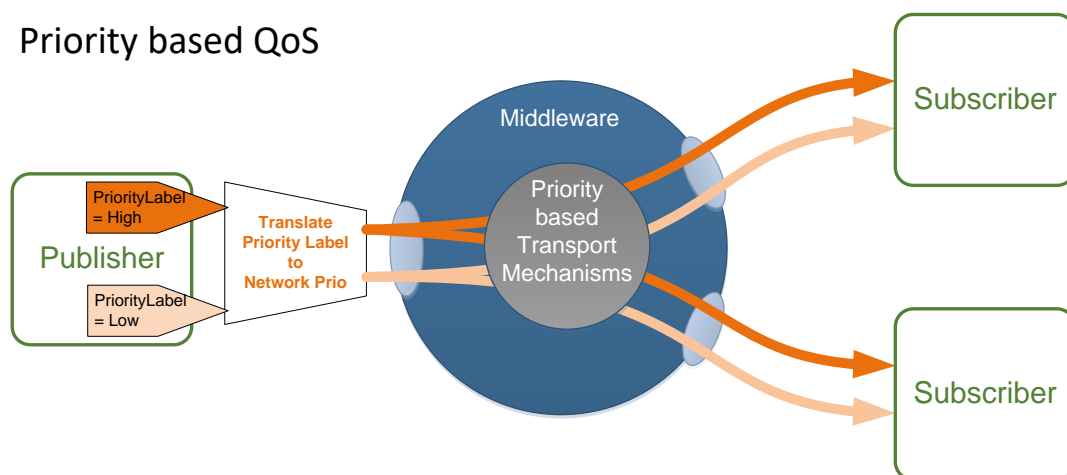 Priority based QoS
PriorityLabel
= High
Publisher
PriorityLabel
= Low
Translate
Priority Label
to
Network Prio
Middleware
Priority
based
Transport
Mechanisms
Subscriber
Subscriber